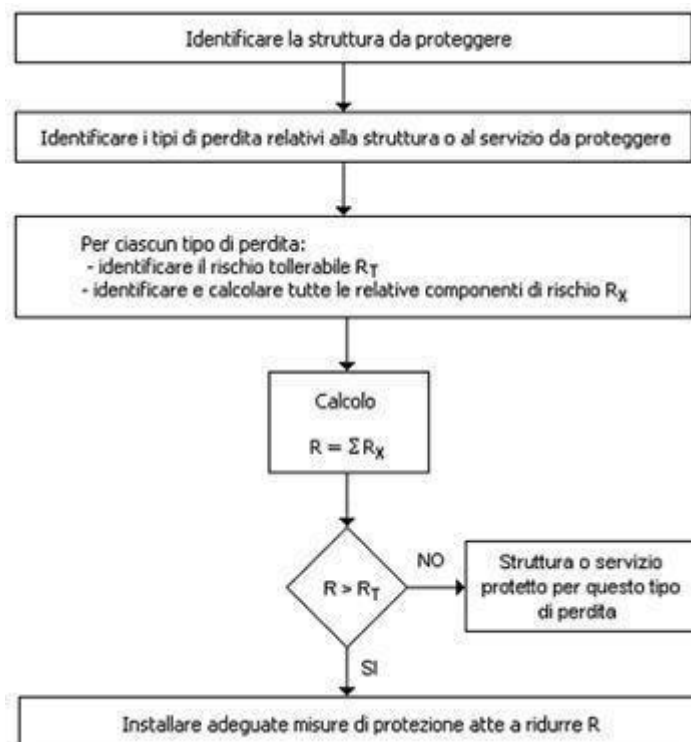 Identificare la struttura da proteggere
Identificare i tipi di perdita relativi alla struttura o al servizio da proteggere
Per ciascun tipo di perdita:
- identificare il rischio tollerabile RT
- identificare e calcolare tutte le relative componenti di rischio RX
Calcolo
R = ΣRX
R > RT
NO
Struttura o servizio
protetto per questo tipo
di perdita
SI
Installare adeguate misure di protezione atte a ridurre R